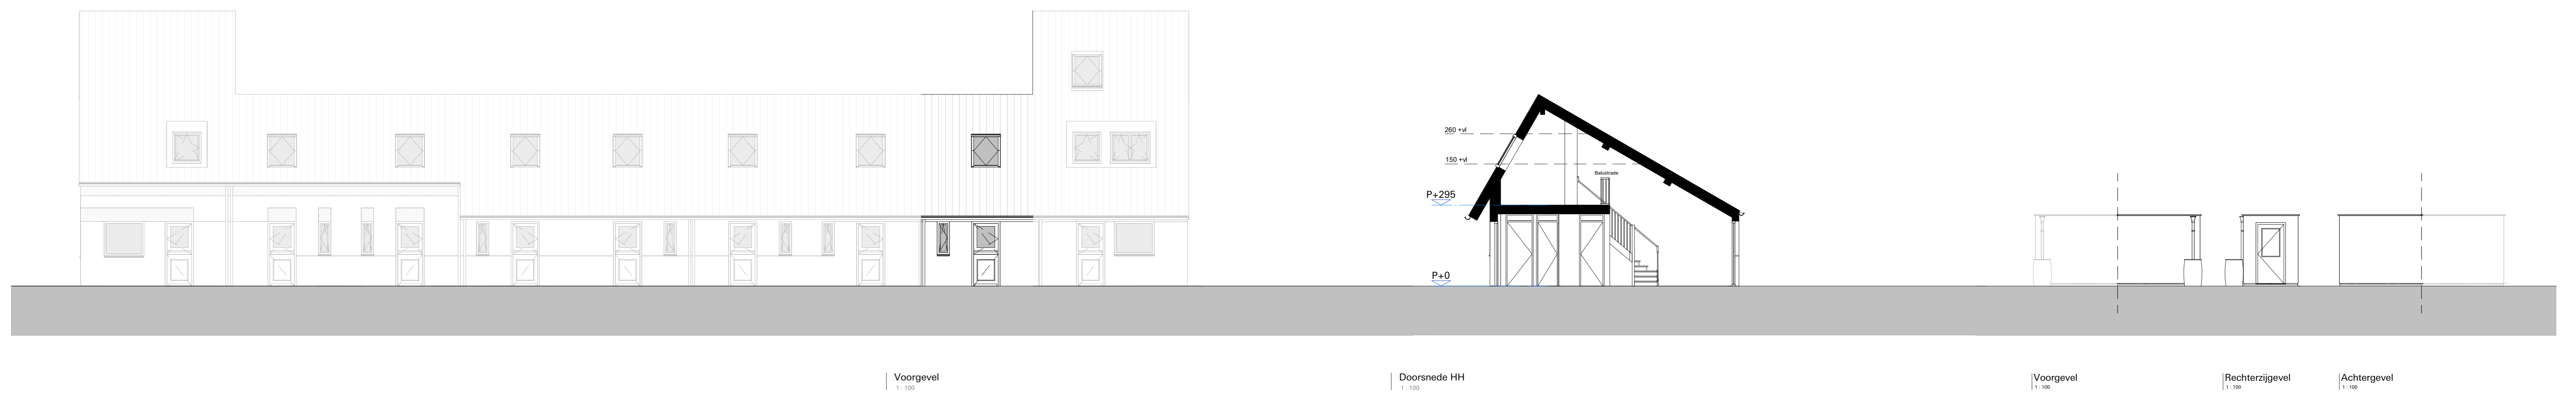 260 +vl
150 +vl
Balustrade
P+295
P+0
Voorgevel
1 : 100
Doorsnede HH
1 : 100
Voorgevel
1 : 100
Rechterzijgevel
1 : 100
Achtergevel
1 : 100